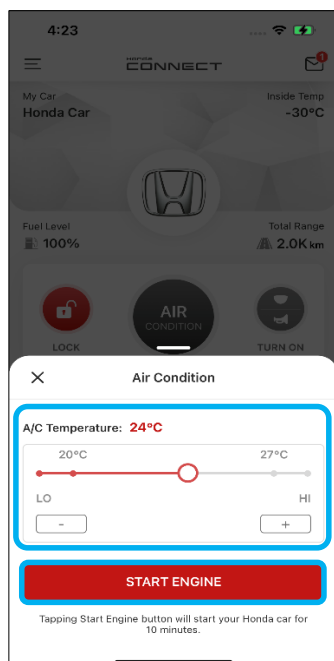 4:23
HONDA
CONNECT
1
My Car
Inside Temp
Honda Car
-30°C
Fuel Level
Total Range
100%
2.0K km
AIR
CONDITION
LOCK
TURN ON
Air Condition
A/C Temperature: 24°C
20°C
27°C
LO
HI
-
+
START ENGINE
Tapping Start Engine button will start your Honda car for
10 minutes.